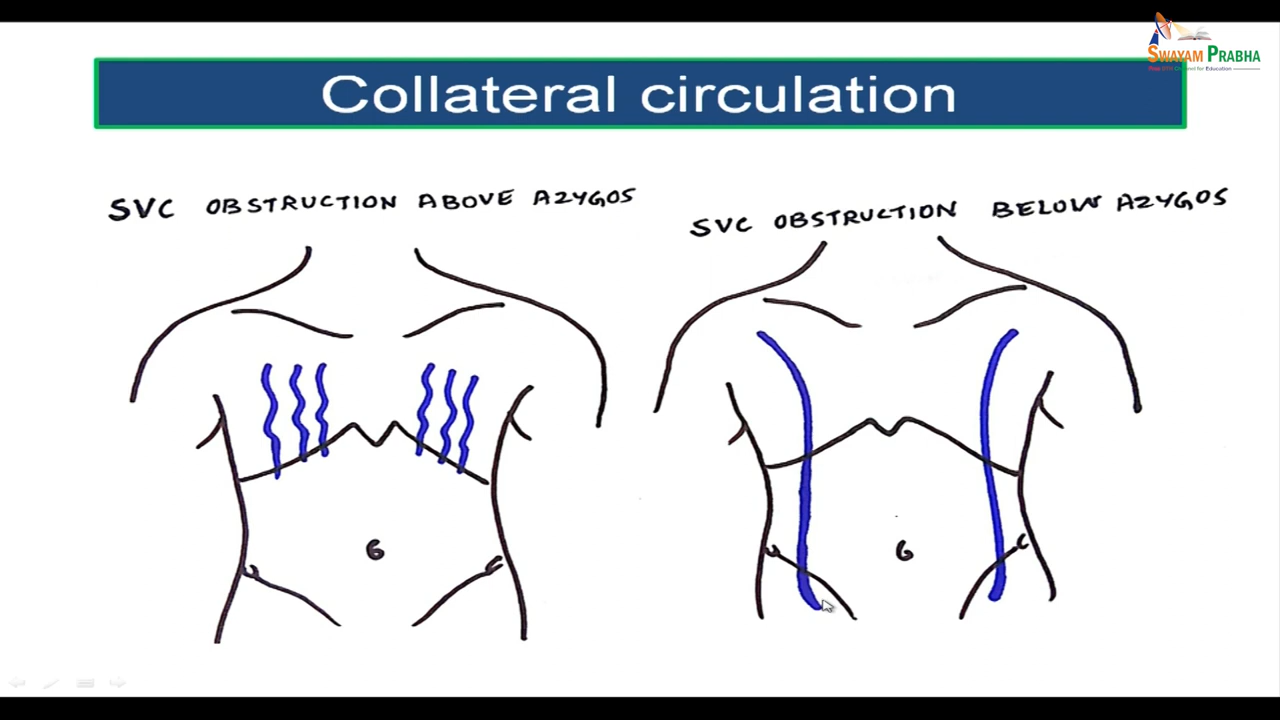 SWAYAM PRABHA
Collateral circulation
SVC OBSTRUCTION ABOVE AZYGOS
SVC OBSTRUCTION BELOW AZYGOS